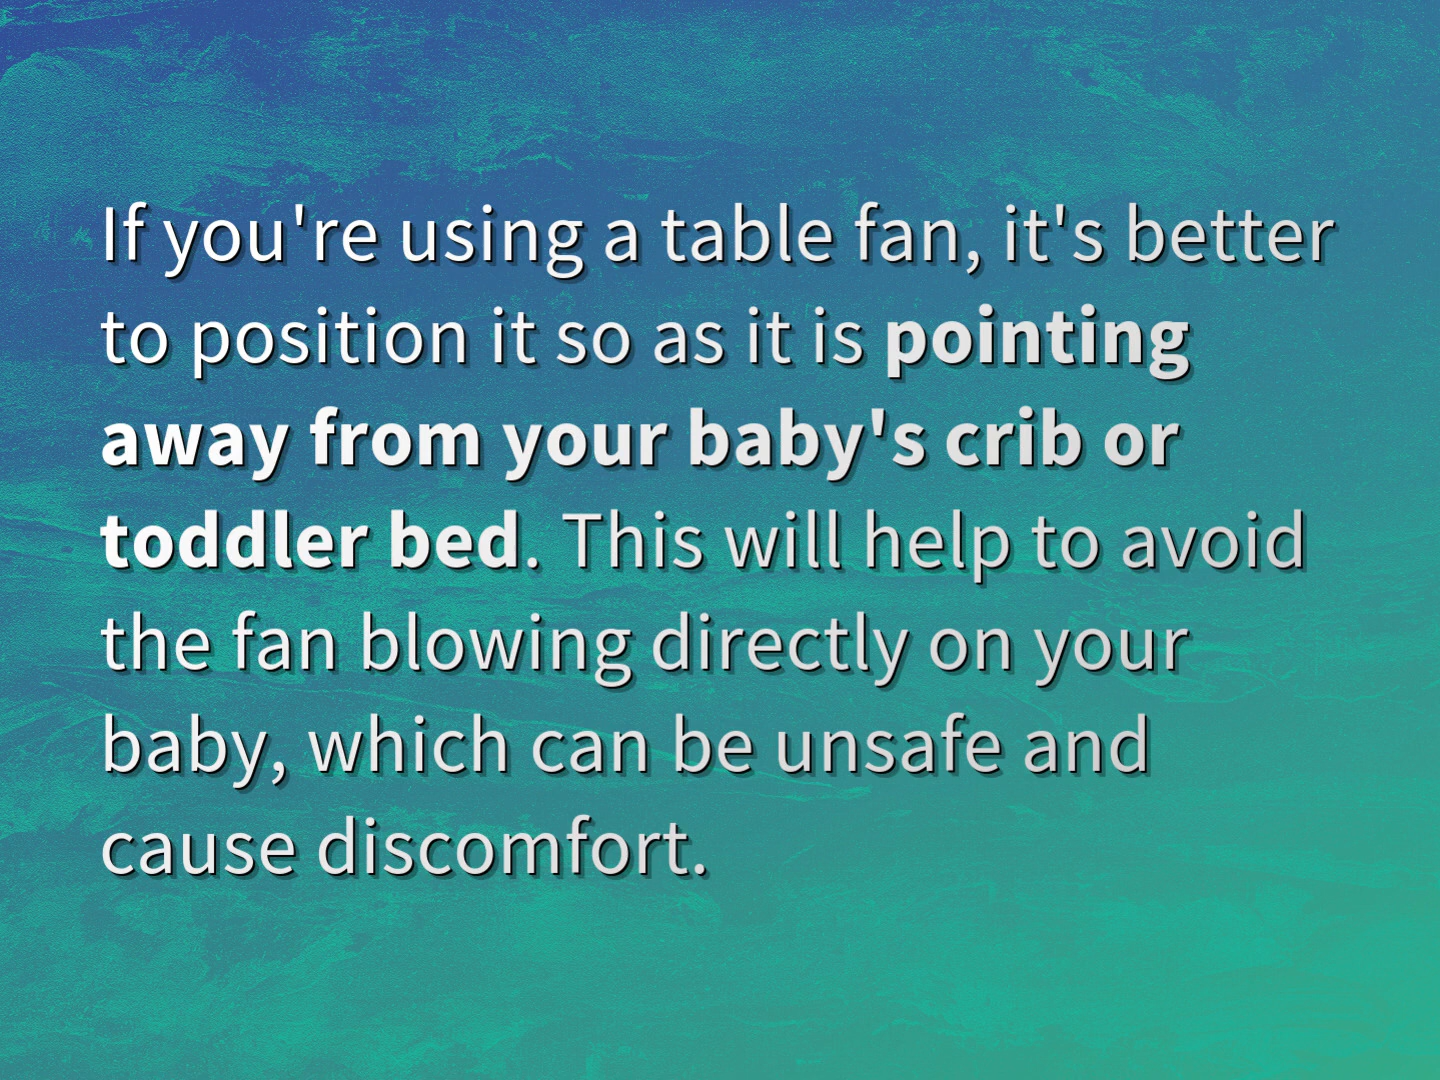 If you're using a table fan, it's better
to position it so as it is pointing
away from your baby's crib or
toddler bed. This will help to avoid
the fan blowing directly on your
baby, which can be unsafe and
cause discomfort.